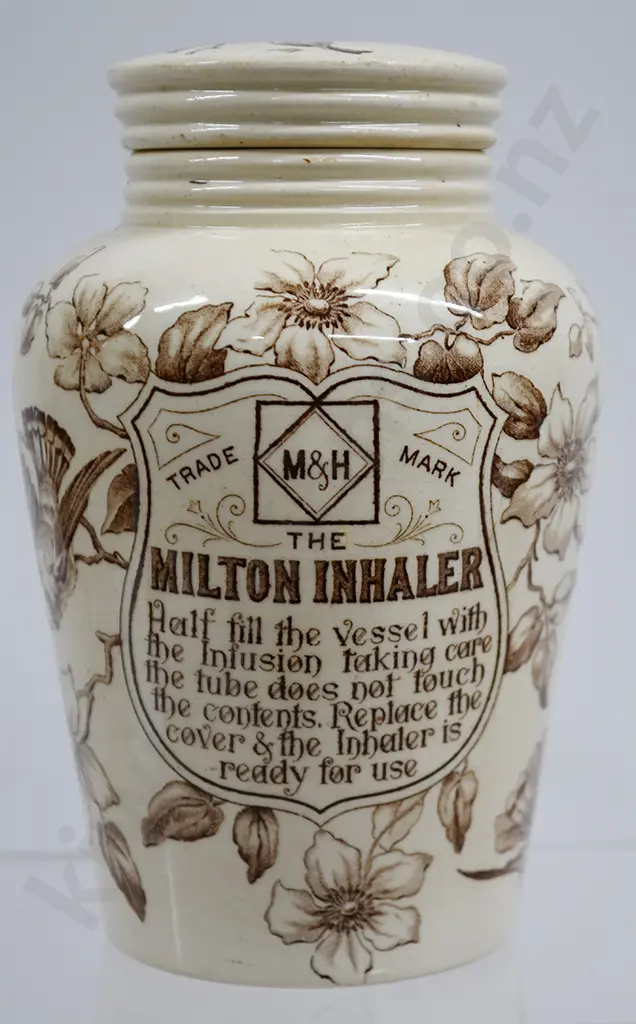 TRADE M&H MARK
THE
MILTON INHALER
Half fill the vessel with
the Infusion taking care
the tube does not touch
the contents. Replace the
cover & the Inhaler is
ready for use
o.nz